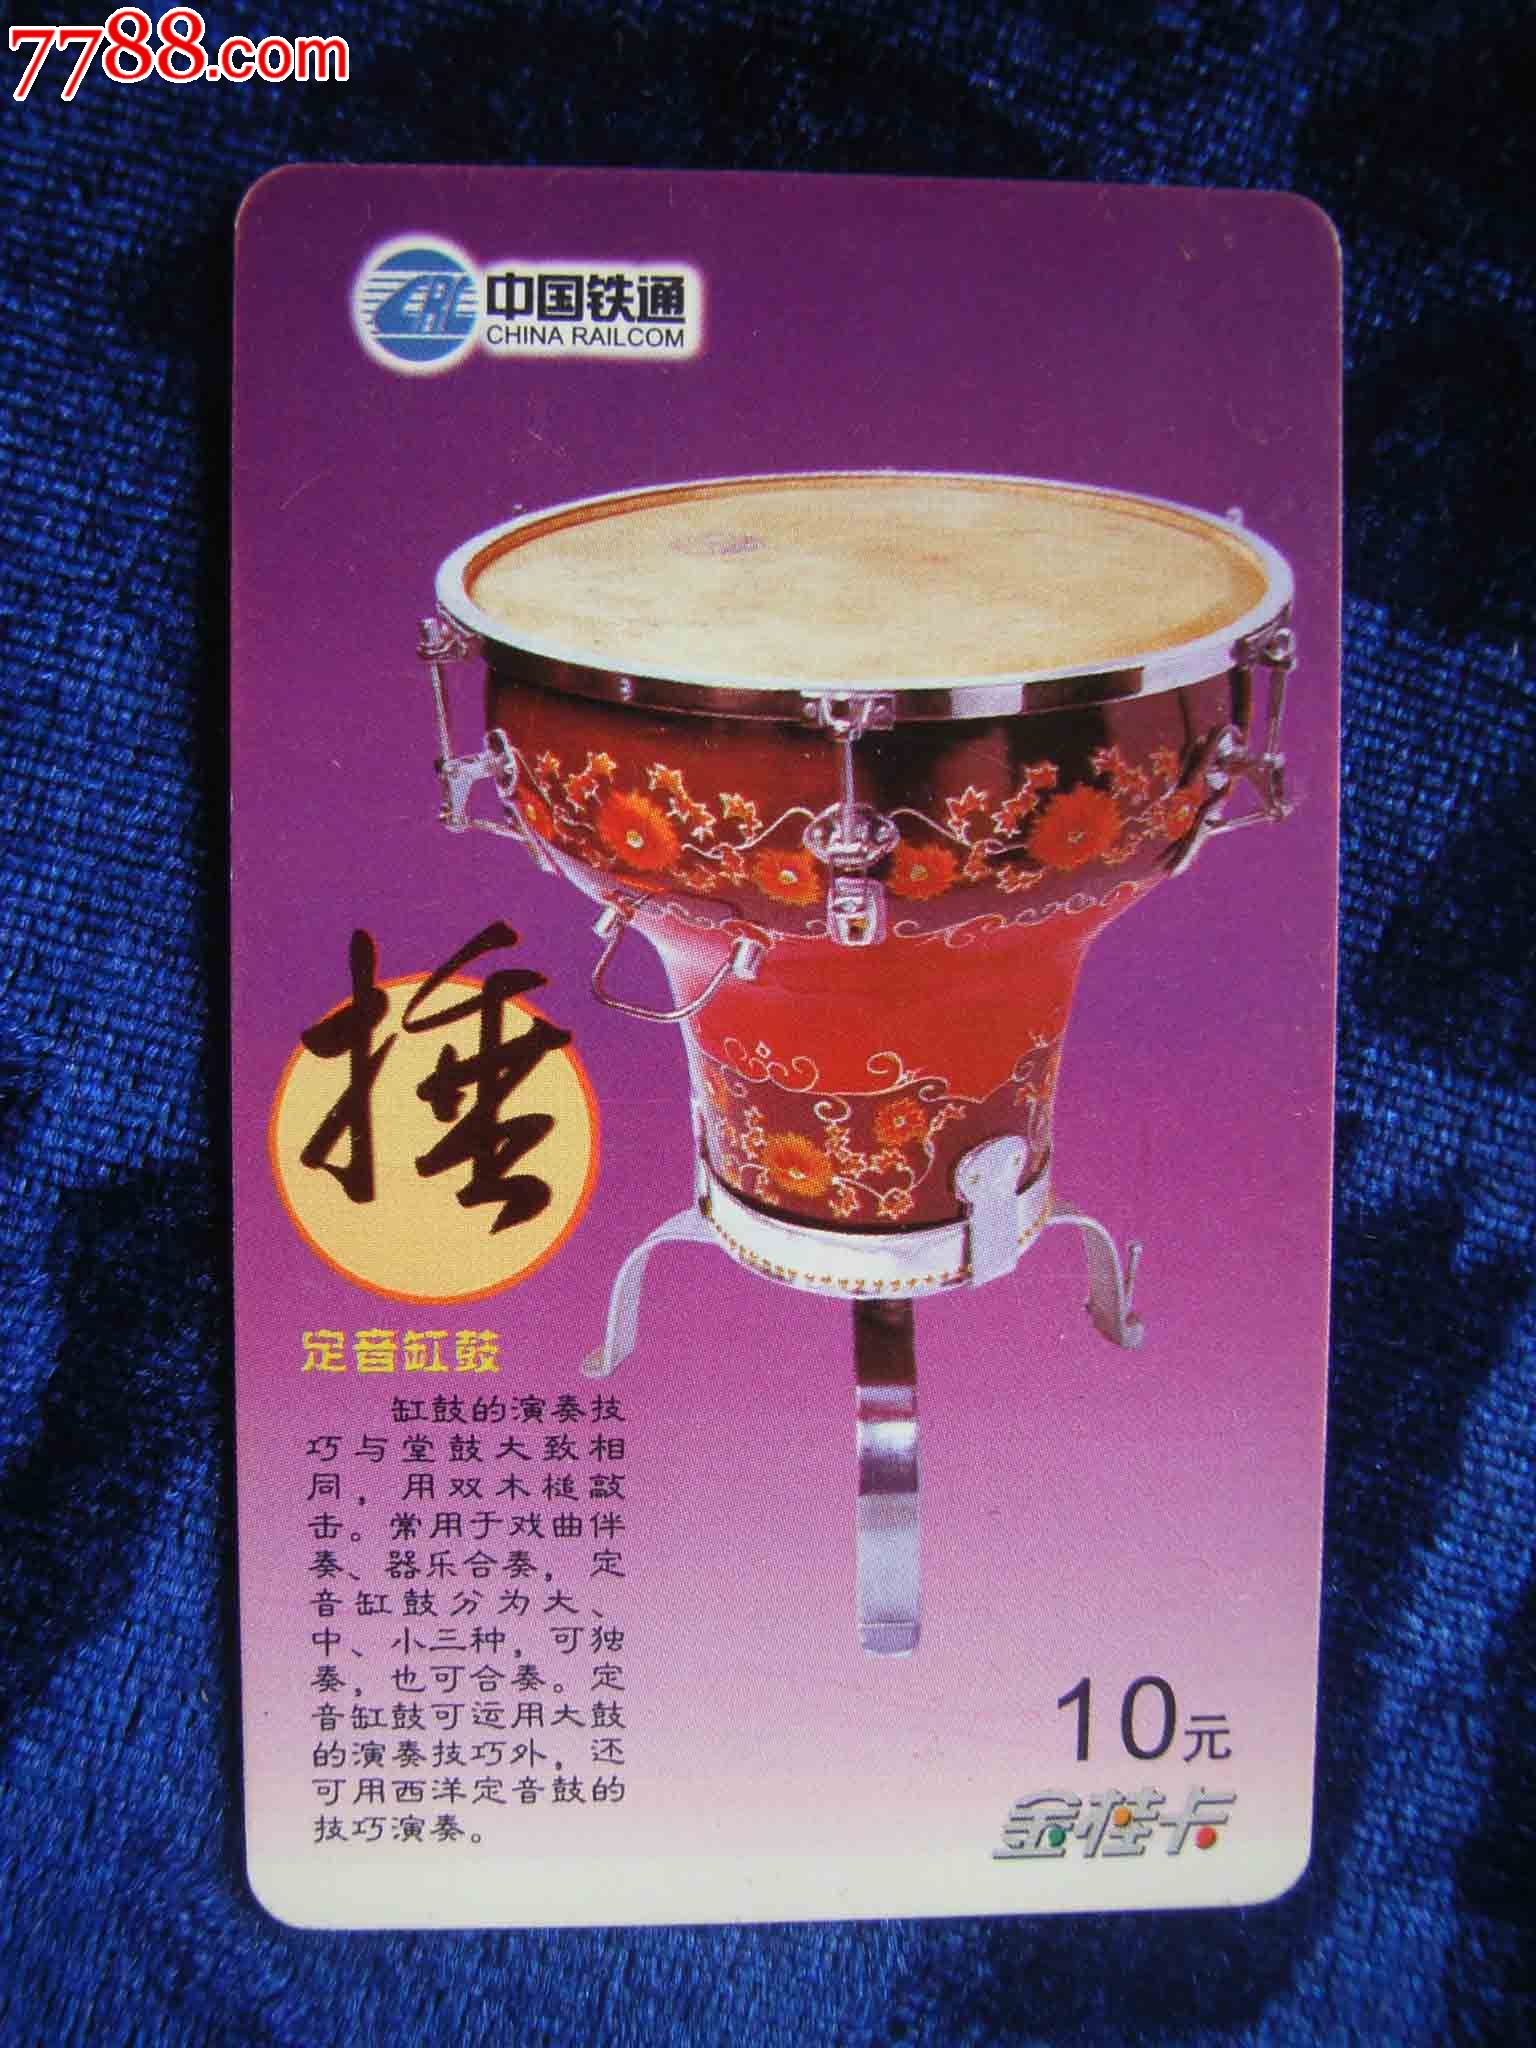 7788.com
CRC
中国铁通
CHINA RAILCOM
捶
定音缸鼓
缸鼓的演奏技
巧与堂鼓大致相
同，用双木槌敲
击。常用于戏曲伴
奏、器乐合奏，定
音缸鼓分为大、
中、小三种，可独
奏，也可合奏。定
音缸鼓可运用大鼓
的演奏技巧外，还
可用西洋定音鼓的
技巧演奏。
10元
金桂卡